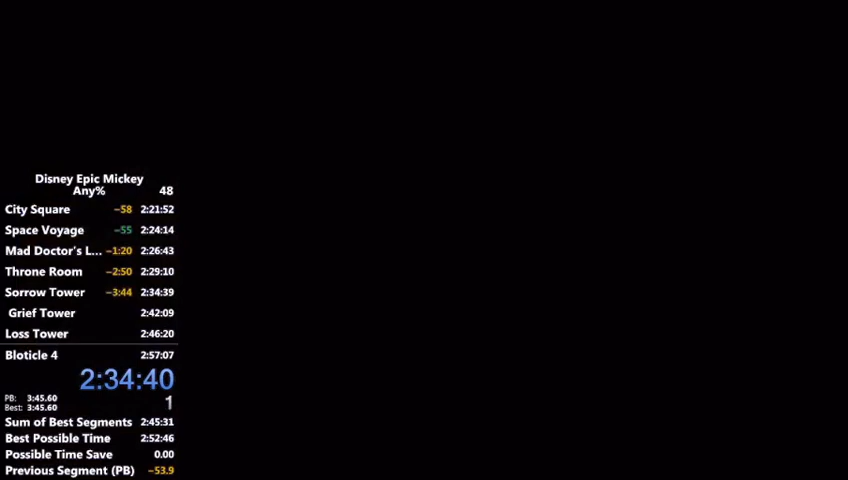 Disney Epic Mickey
Any% 48
City Square −58 2:21:52
Space Voyage −55 2:24:14
Mad Doctor's L... −1:20 2:26:43
Throne Room −2:50 2:29:10
Sorrow Tower −3:44 2:34:39
Grief Tower 2:42:09
Loss Tower 2:46:20
Bloticle 4 2:57:07
2:34:40
PB: 3:45.60
1
Best: 3:45.60
Sum of Best Segments 2:45:31
Best Possible Time 2:52:46
Possible Time Save 0.00
Previous Segment (PB) −53.9